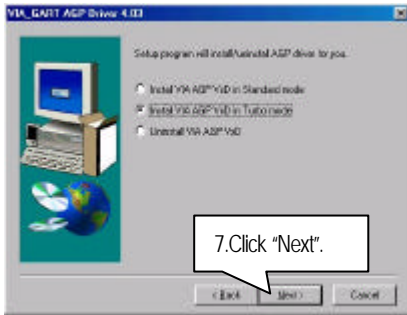 VIA_GART AGP Driver 4.03
Setup program will install/uninstall AGP driver for you.
Install VIA AGP VxD in Standard mode
Install VIA AGP VxD in Turbo mode
Uninstall VIA AGP VxD
7.Click “Next”.
< Back Next > Cancel